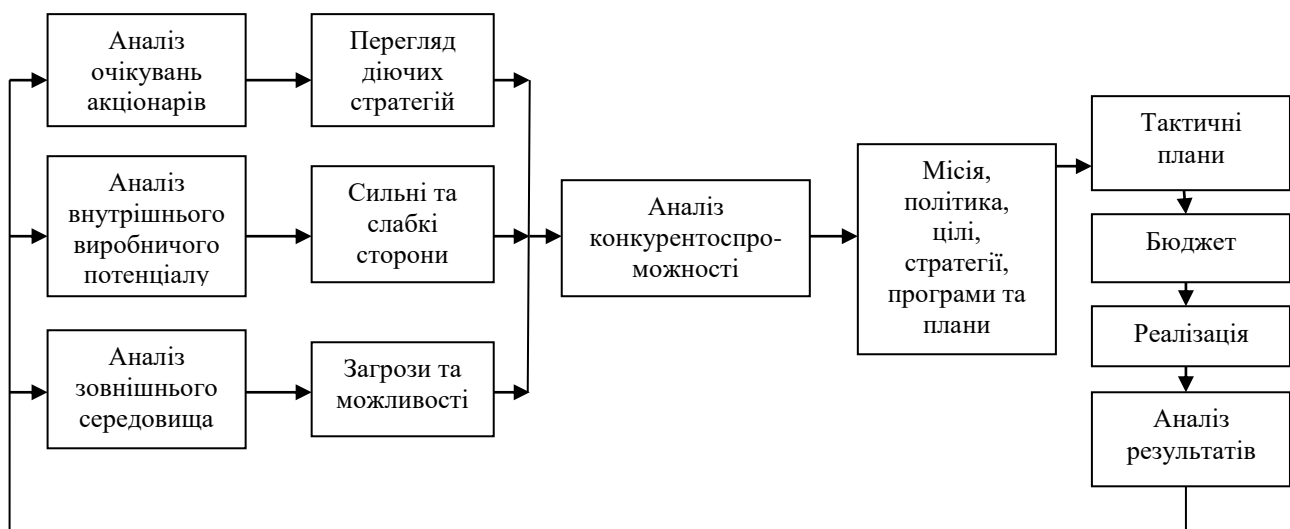 Аналіз
очікувань
акціонарів
Перегляд
діючих
стратегій
Аналіз
внутрішнього
виробничого
потенціалу
Сильні та
слабкі
сторони
Аналіз
зовнішнього
середовища
Загрози та
можливості
Аналіз
конкурентоспро-
можності
Місія,
політика,
цілі,
стратегії,
програми та
плани
Тактичні
плани
Бюджет
Реалізація
Аналіз
результатів